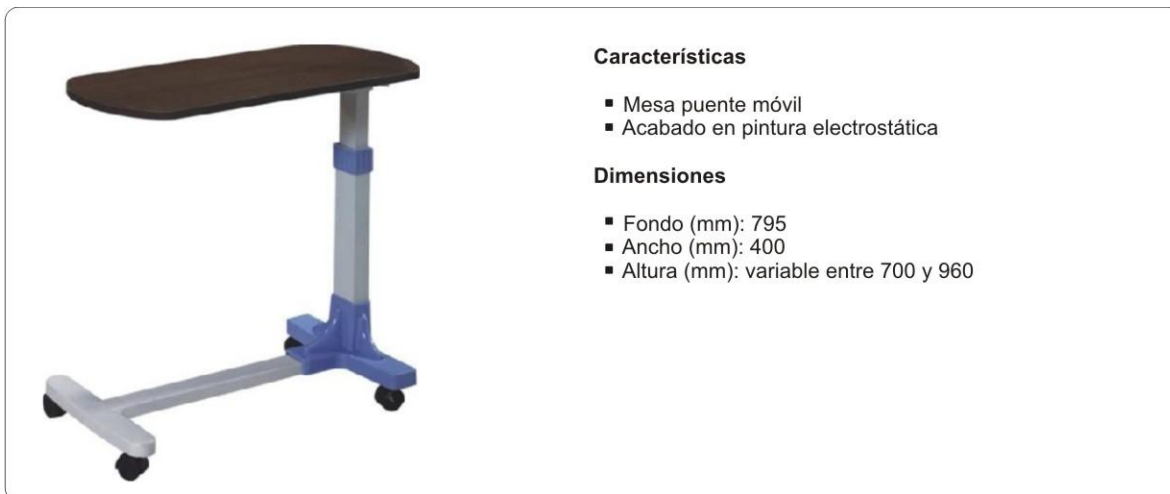 Características
▪ Mesa puente móvil
▪ Acabado en pintura electrostática
Dimensiones
▪ Fondo (mm): 795
▪ Ancho (mm): 400
▪ Altura (mm): variable entre 700 y 960